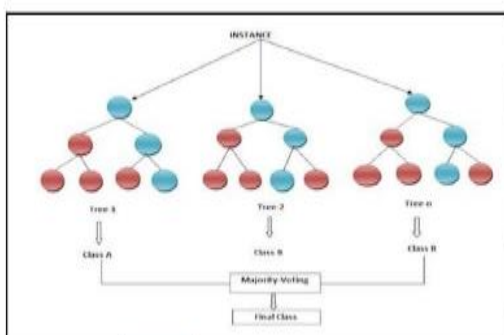 INSTANCE
Tree 1
Tree 2
Tree n
Class A
Class B
Class B
Majority-Voting
Final Class